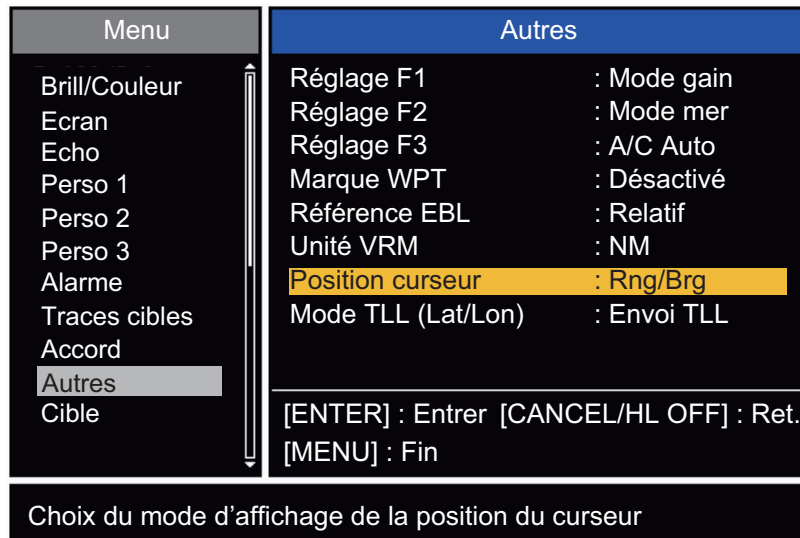 Menu
Brill/Couleur
Ecran
Echo
Perso 1
Perso 2
Perso 3
Alarme
Traces cibles
Accord
Autres
Cible
Autres
Réglage F1 : Mode gain
Réglage F2 : Mode mer
Réglage F3 : A/C Auto
Marque WPT : Désactivé
Référence EBL : Relatif
Unité VRM : NM
Position curseur : Rng/Brg
Mode TLL (Lat/Lon) : Envoi TLL
[ENTER] : Entrer [CANCEL/HL OFF] : Ret.
[MENU] : Fin
Choix du mode d'affichage de la position du curseur